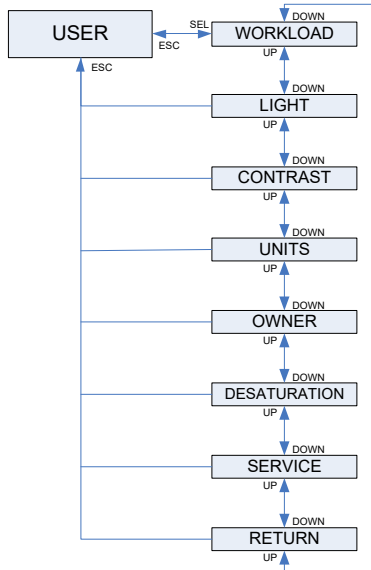 DOWN
USER
SEL
WORKLOAD
ESC
UP
ESC
DOWN
LIGHT
UP
DOWN
CONTRAST
UP
DOWN
UNITS
UP
DOWN
OWNER
UP
DOWN
DESATURATION
UP
DOWN
SERVICE
UP
DOWN
RETURN
UP